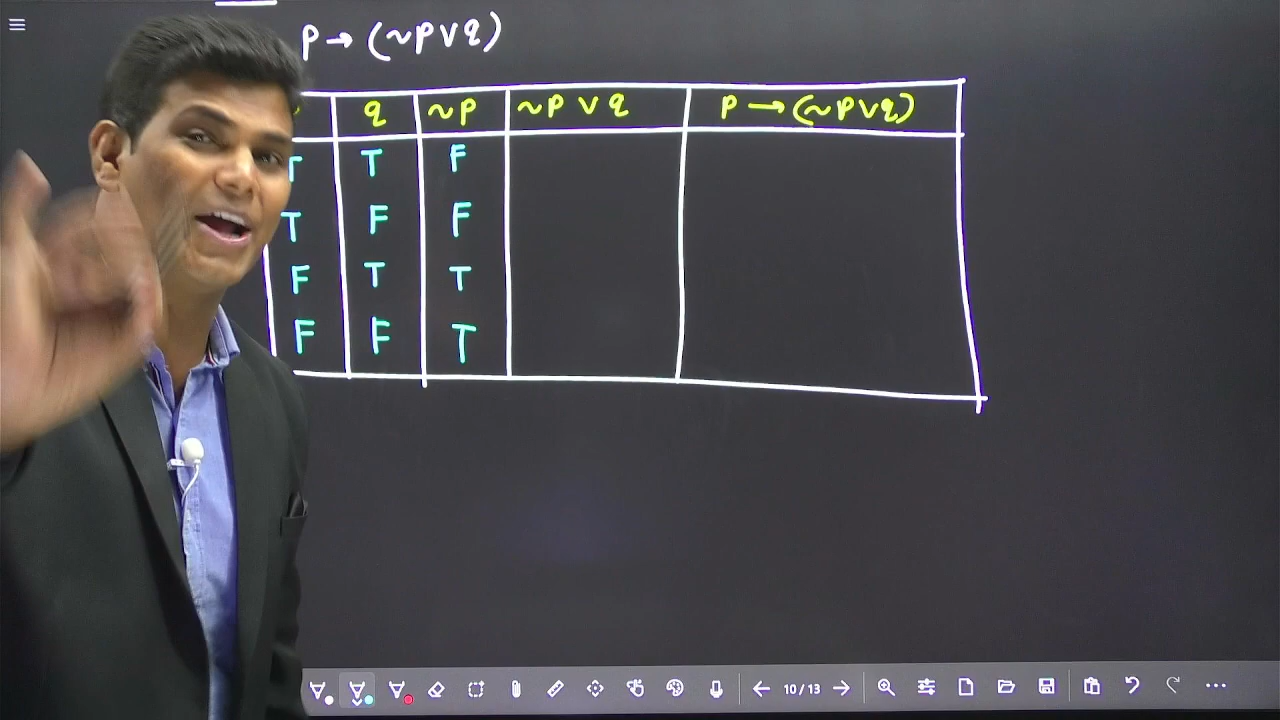 P → (~P∨q)
q ~P ~P ∨ q P → (~P∨q)
T T F
T F F
F T T
F F T
10/13